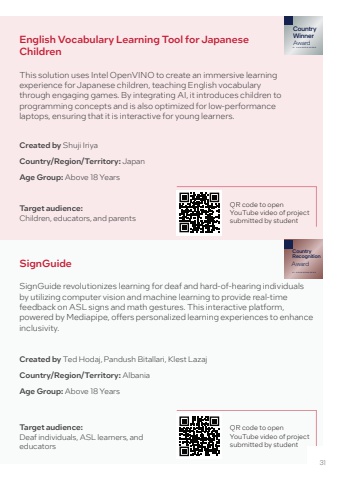 English Vocabulary Learning Tool for Japanese
Children
Country
Winner
Award
This solution uses Intel OpenVINO to create an immersive learning
experience for Japanese children, teaching English vocabulary
through engaging games. By integrating AI, it introduces children to
programming concepts and is also optimized for low-performance
laptops, ensuring that it is interactive for young learners.
Created by Shuji Iriya
Country/Region/Territory: Japan
Age Group: Above 18 Years
Target audience:
Children, educators, and parents
QR code to open
YouTube video of project
submitted by student
SignGuide
Country
Recognition
Award
SignGuide revolutionizes learning for deaf and hard-of-hearing individuals
by utilizing computer vision and machine learning to provide real-time
feedback on ASL signs and math gestures. This interactive platform,
powered by Mediapipe, offers personalized learning experiences to enhance
inclusivity.
Created by Ted Hodaj, Pandush Bitallari, Klest Lazaj
Country/Region/Territory: Albania
Age Group: Above 18 Years
Target audience:
Deaf individuals, ASL learners, and
educators
QR code to open
YouTube video of project
submitted by student
31